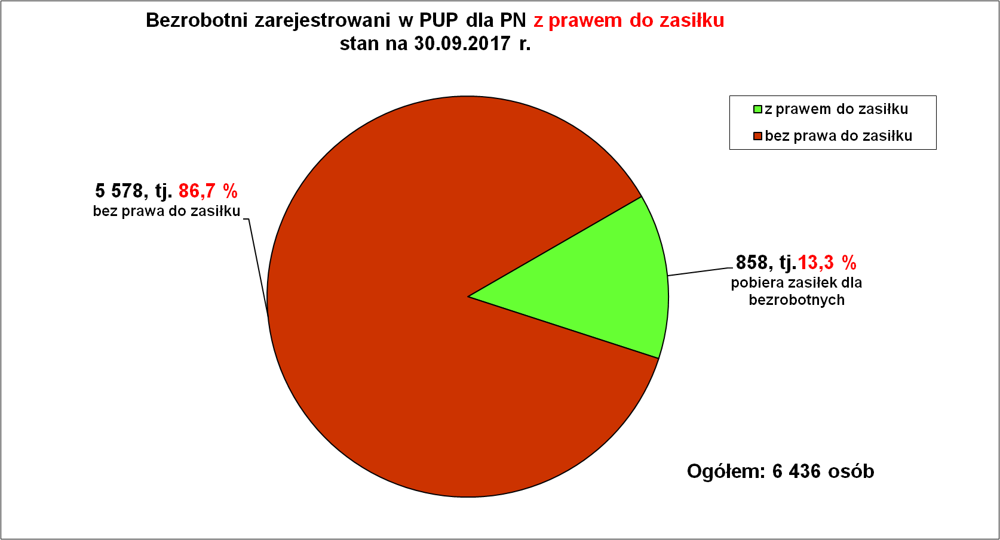 Bezrobotni zarejestrowani w PUP dla PN z prawem do zasiłku
stan na 30.09.2017 r.
z prawem do zasiłku
bez prawa do zasiłku
5 578, tj. 86,7 %
bez prawa do zasiłku
858, tj.13,3 %
pobiera zasiłek dla
bezrobotnych
Ogółem: 6 436 osób